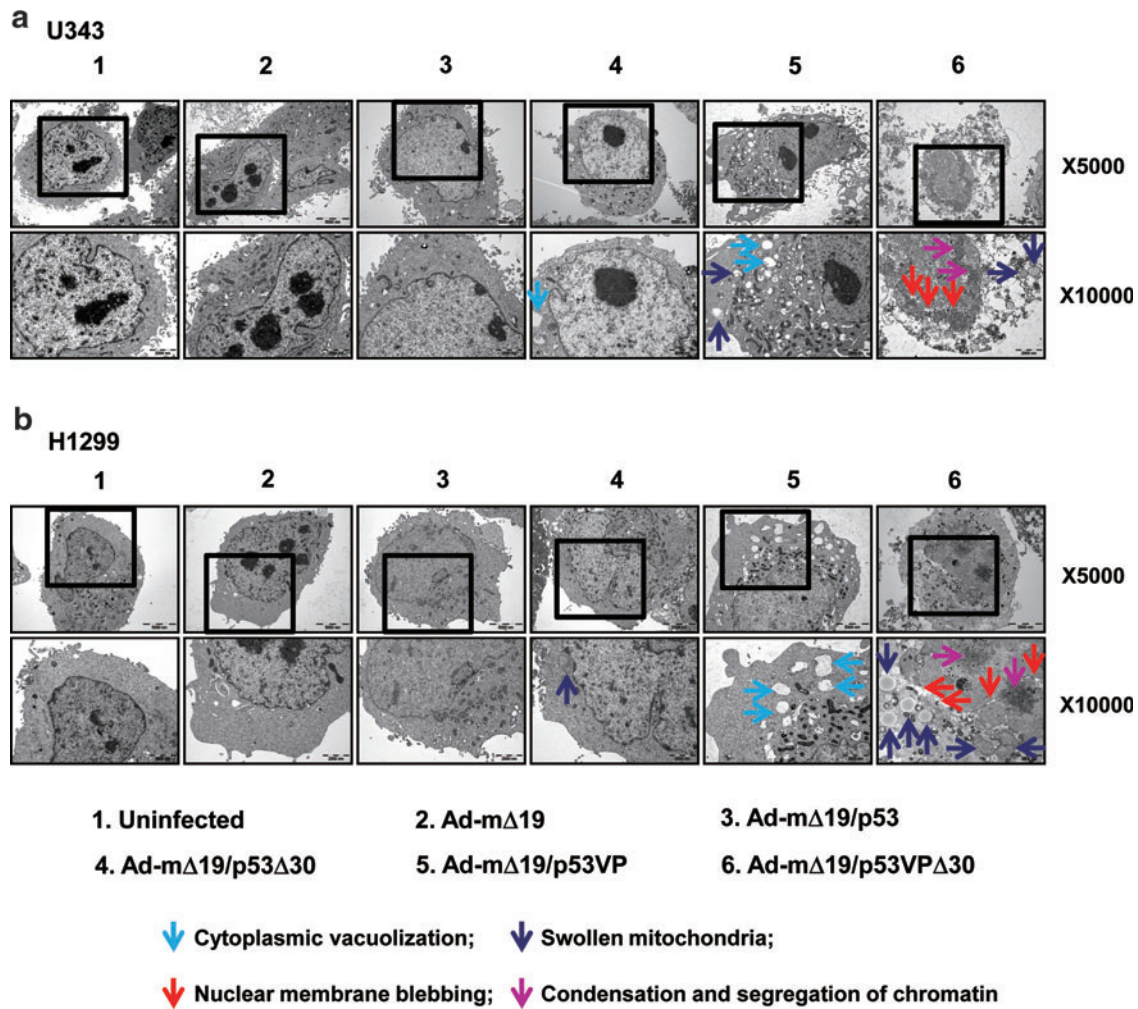 a
U343
1 2 3 4 5 6
X5000
X10000
b
H1299
1 2 3 4 5 6
X5000
X10000
1. Uninfected 2. Ad-mΔ19 3. Ad-mΔ19/p53
4. Ad-mΔ19/p53Δ30 5. Ad-mΔ19/p53VP 6. Ad-mΔ19/p53VPΔ30
Cytoplasmic vacuolization; Swollen mitochondria;
Nuclear membrane blebbing; Condensation and segregation of chromatin